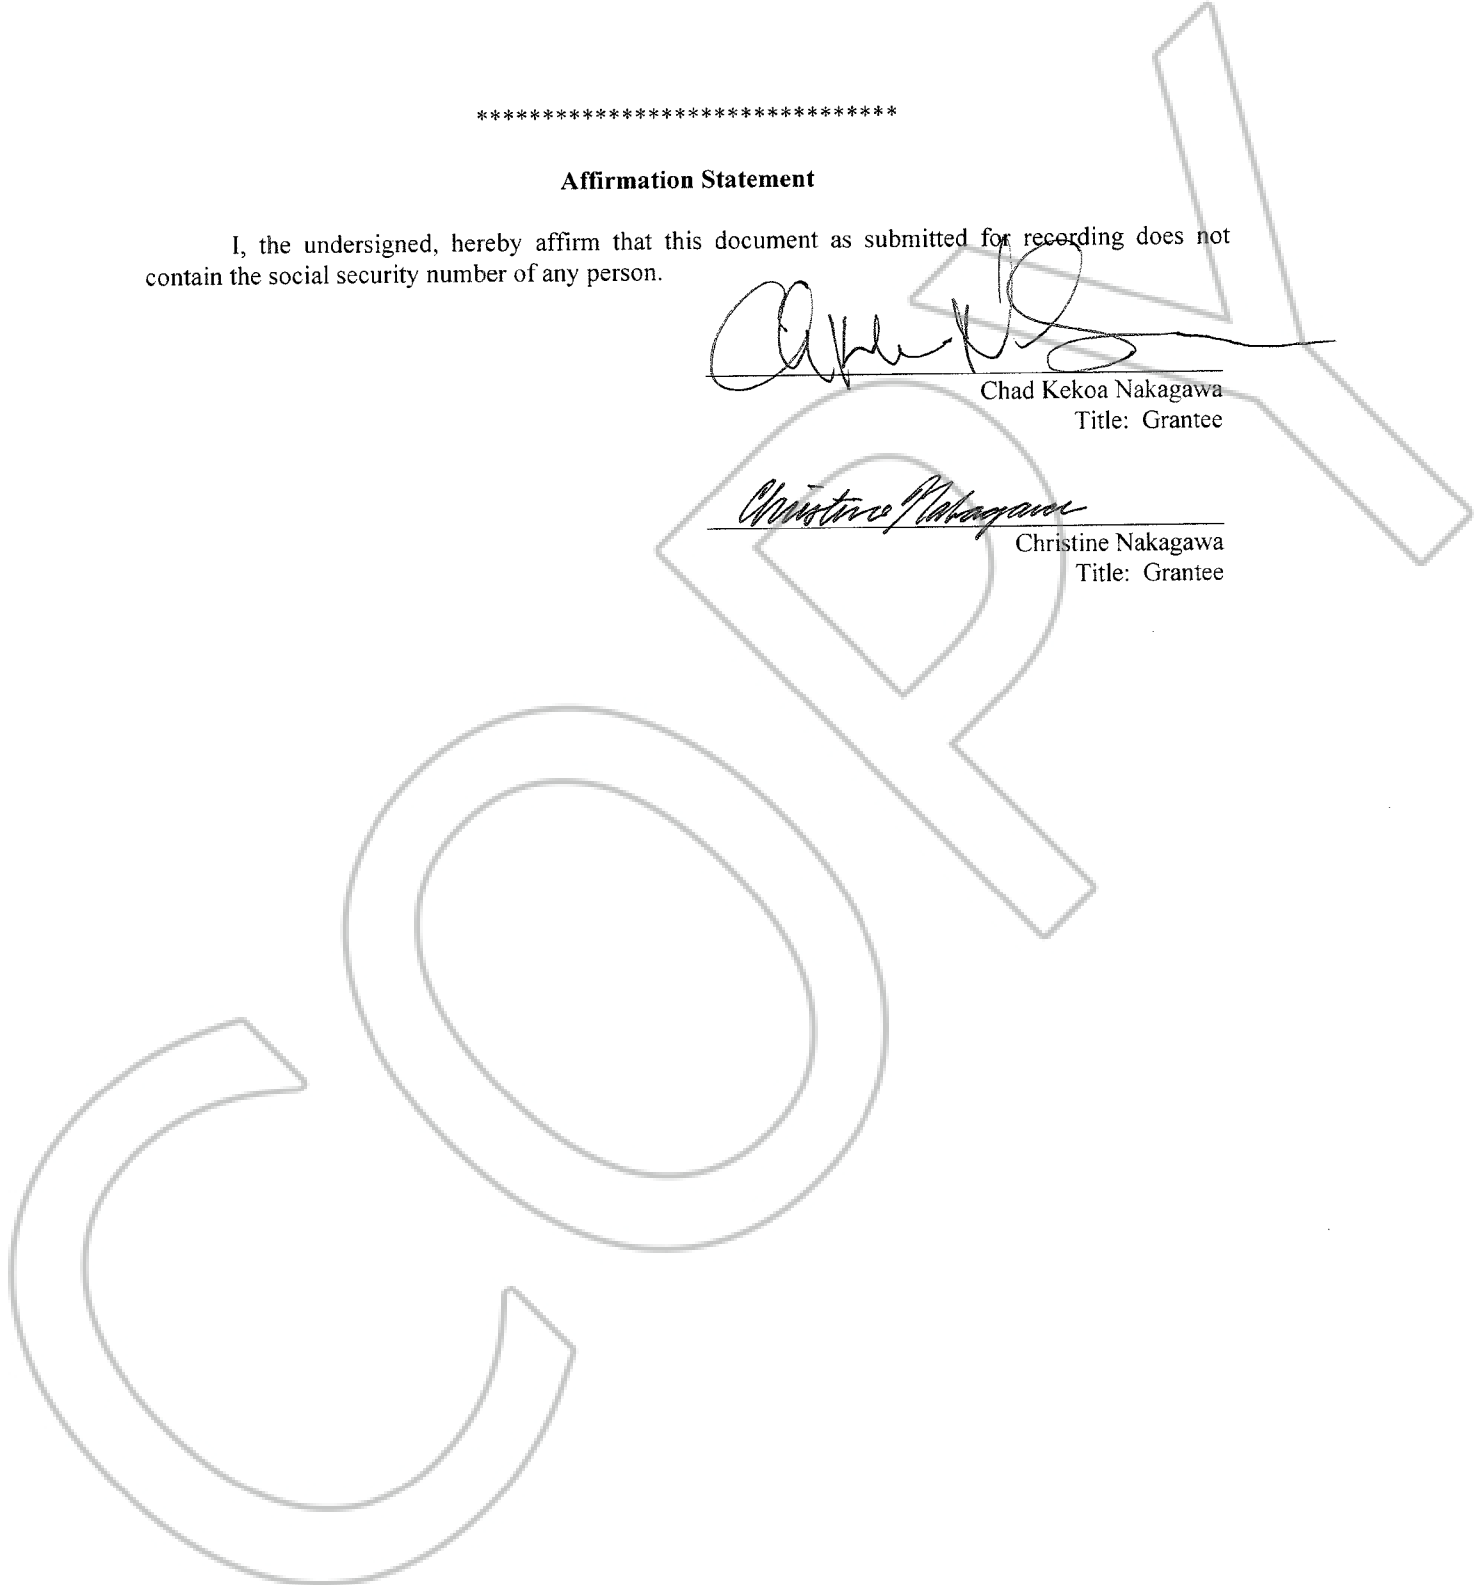 ********************************
Affirmation Statement
I, the undersigned, hereby affirm that this document as submitted for recording does not
contain the social security number of any person.
Chad Kekoa Nakagawa
Title: Grantee
Christine Nakagawa
Christine Nakagawa
Title: Grantee
COPY